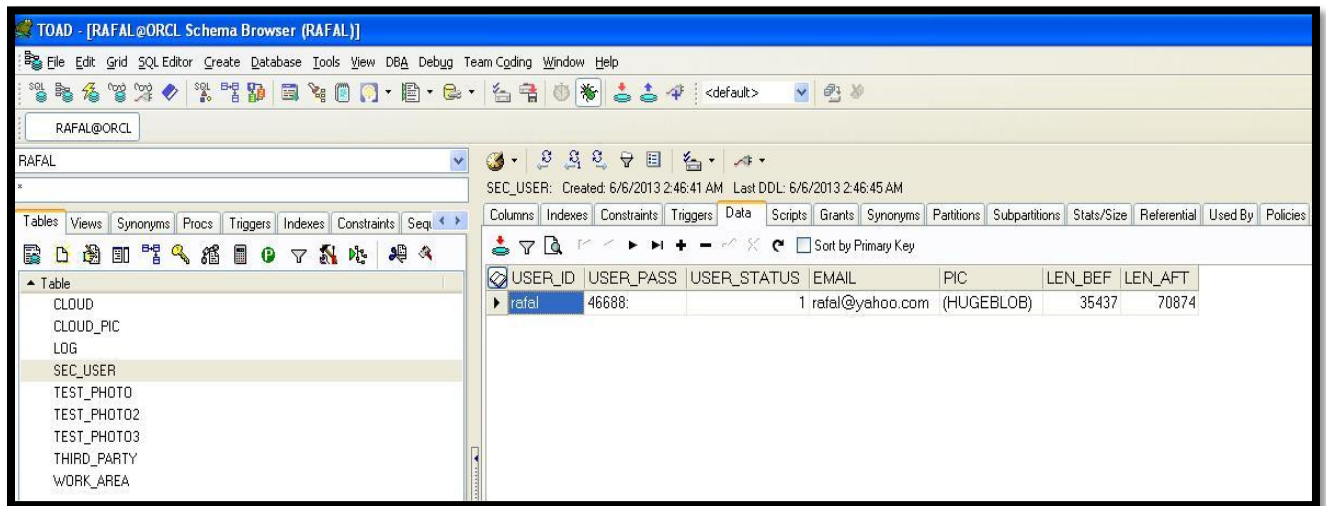 TOAD - [RAFAL@ORCL Schema Browser (RAFAL)]
File Edit Grid SQL Editor Create Database Tools View DBA Debug Team Coding Window Help
<default>
RAFAL@ORCL
RAFAL
*
SEC_USER: Created: 6/6/2013 2:46:41 AM Last DDL: 6/6/2013 2:46:45 AM
Tables Views Synonyms Procs Triggers Indexes Constraints Sequ
Columns Indexes Constraints Triggers Data Scripts Grants Synonyms Partitions Subpartitions Stats/Size Referential Used By Policies
Sort by Primary Key
Table
CLOUD
CLOUD_PIC
LOG
SEC_USER
TEST_PHOTO
TEST_PHOTO2
TEST_PHOTO3
THIRD_PARTY
WORK_AREA
USER_ID USER_PASS USER_STATUS EMAIL PIC LEN_BEF LEN_AFT
rafal 46688: 1 rafal@yahoo.com (HUGEBLOB) 35437 70874